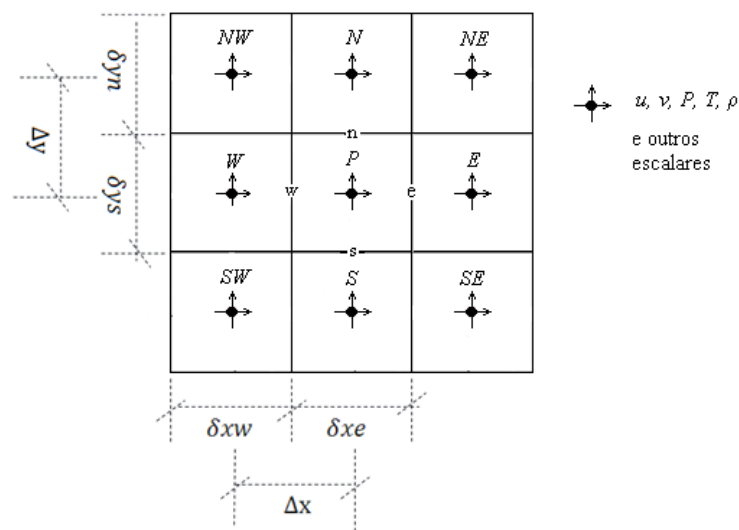 NW N NE
u, v, P, T, ρ
e outros
escalares
n
W P E
w e
s
SW S SE
δyn
Δy
δys
δxw δxe
Δx